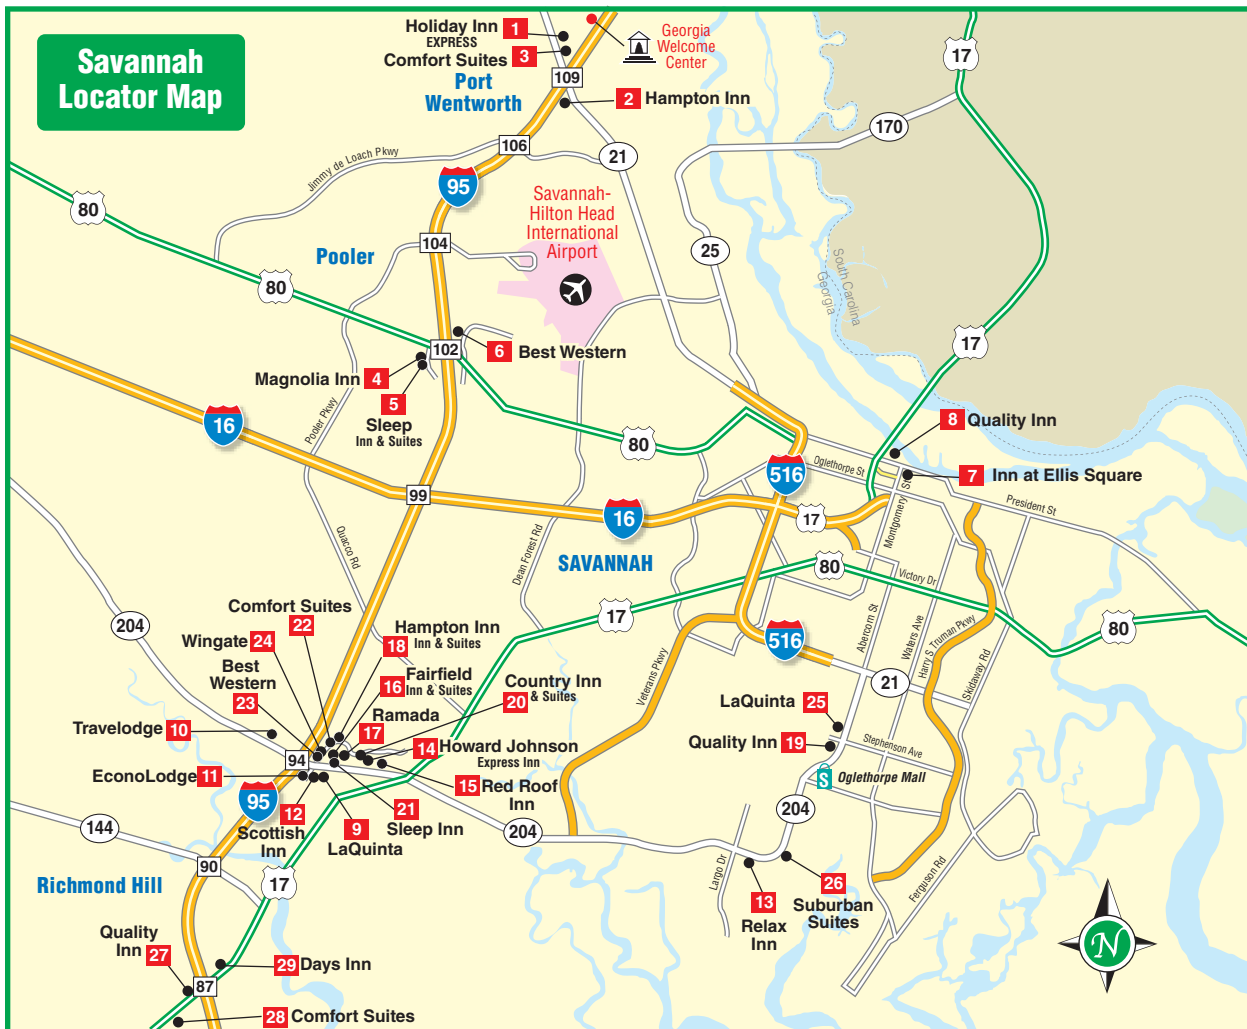 Savannah
Locator Map
Holiday Inn 1
EXPRESS
Comfort Suites 3
Georgia
Welcome
Center
Port
Wentworth
109
2 Hampton Inn
17
170
106
21
Jimmy de Loach Pkwy
95
80
Savannah-
Hilton Head
International
Airport
104
25
Pooler
South Carolina
Georgia
80
17
102
6 Best Western
Magnolia Inn 4
5
Sleep
Inn & Suites
Pooler Pkwy
16
80
8 Quality Inn
Oglethorpe St
516
7 Inn at Ellis Square
99
16
17
Montgomery St
President St
Quacco Rd
Dean Forest Rd
SAVANNAH
80
Victory Dr
17
204
80
Comfort Suites
22
Wingate 24
Best
Western
23
Hampton Inn
18 Inn & Suites
Fairfield
16 Inn & Suites
Country Inn
20 & Suites
516
Abercorn St
Waters Ave
Harry S Truman Pkwy
Skidaway Rd
Veterans Pkwy
21
Ramada
17
LaQuinta 25
Travelodge 10
14 Howard Johnson
Express Inn
Quality Inn 19
Stephenson Ave
94
EconoLodge 11
15 Red Roof
Inn
S Oglethorpe Mall
95
12
Scottish
Inn
9
LaQuinta
21
Sleep Inn
204
204
144
90
Largo Dr
Ferguson Rd
Richmond Hill
17
26
Suburban
Suites
13
Relax
Inn
Quality
Inn 27
29 Days Inn
N
87
28 Comfort Suites